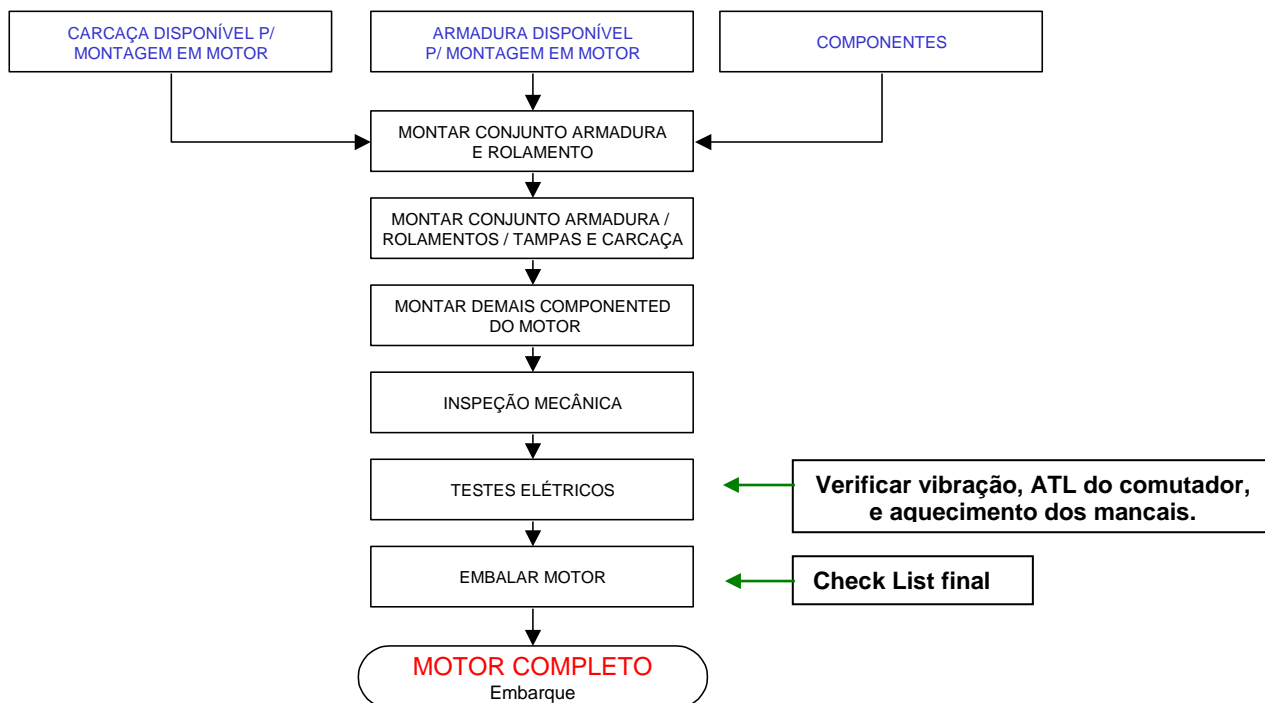 CARCAÇA DISPONÍVEL P/
MONTAGEM EM MOTOR
ARMADURA DISPONÍVEL
P/ MONTAGEM EM MOTOR
COMPONENTES
MONTAR CONJUNTO ARMADURA
E ROLAMENTO
MONTAR CONJUNTO ARMADURA /
ROLAMENTOS / TAMPAS E CARCAÇA
MONTAR DEMAIS COMPONENTED
DO MOTOR
INSPEÇÃO MECÂNICA
TESTES ELÉTRICOS
Verificar vibração, ATL do comutador,
e aquecimento dos mancais.
EMBALAR MOTOR
Check List final
MOTOR COMPLETO
Embarque